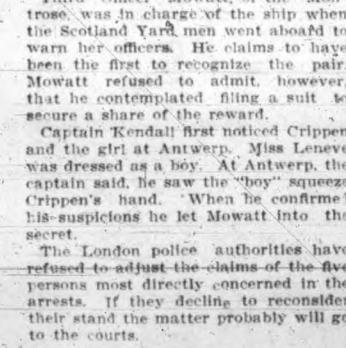 trose, was in charge of the ship when
the Scotland Yard men went aboard to
warn her officers. He claims to have
been the first to recognize the pair.
Mowatt refused to admit, however,
that he contemplated filing a suit to
secure a share of the reward.
Captain Kendall first noticed Crippen
and the girl at Antwerp. Miss Leneve
was dressed as a boy. At Antwerp, the
captain said, he saw the "boy" squeeze
Crippen's hand. When he confirme
his suspicions he let Mowatt into the
secret.
The London police authorities have
refused to adjust the claims of the five
persons most directly concerned in the
arrests. If they decline to reconsider
their stand the matter probably will go
to the courts.